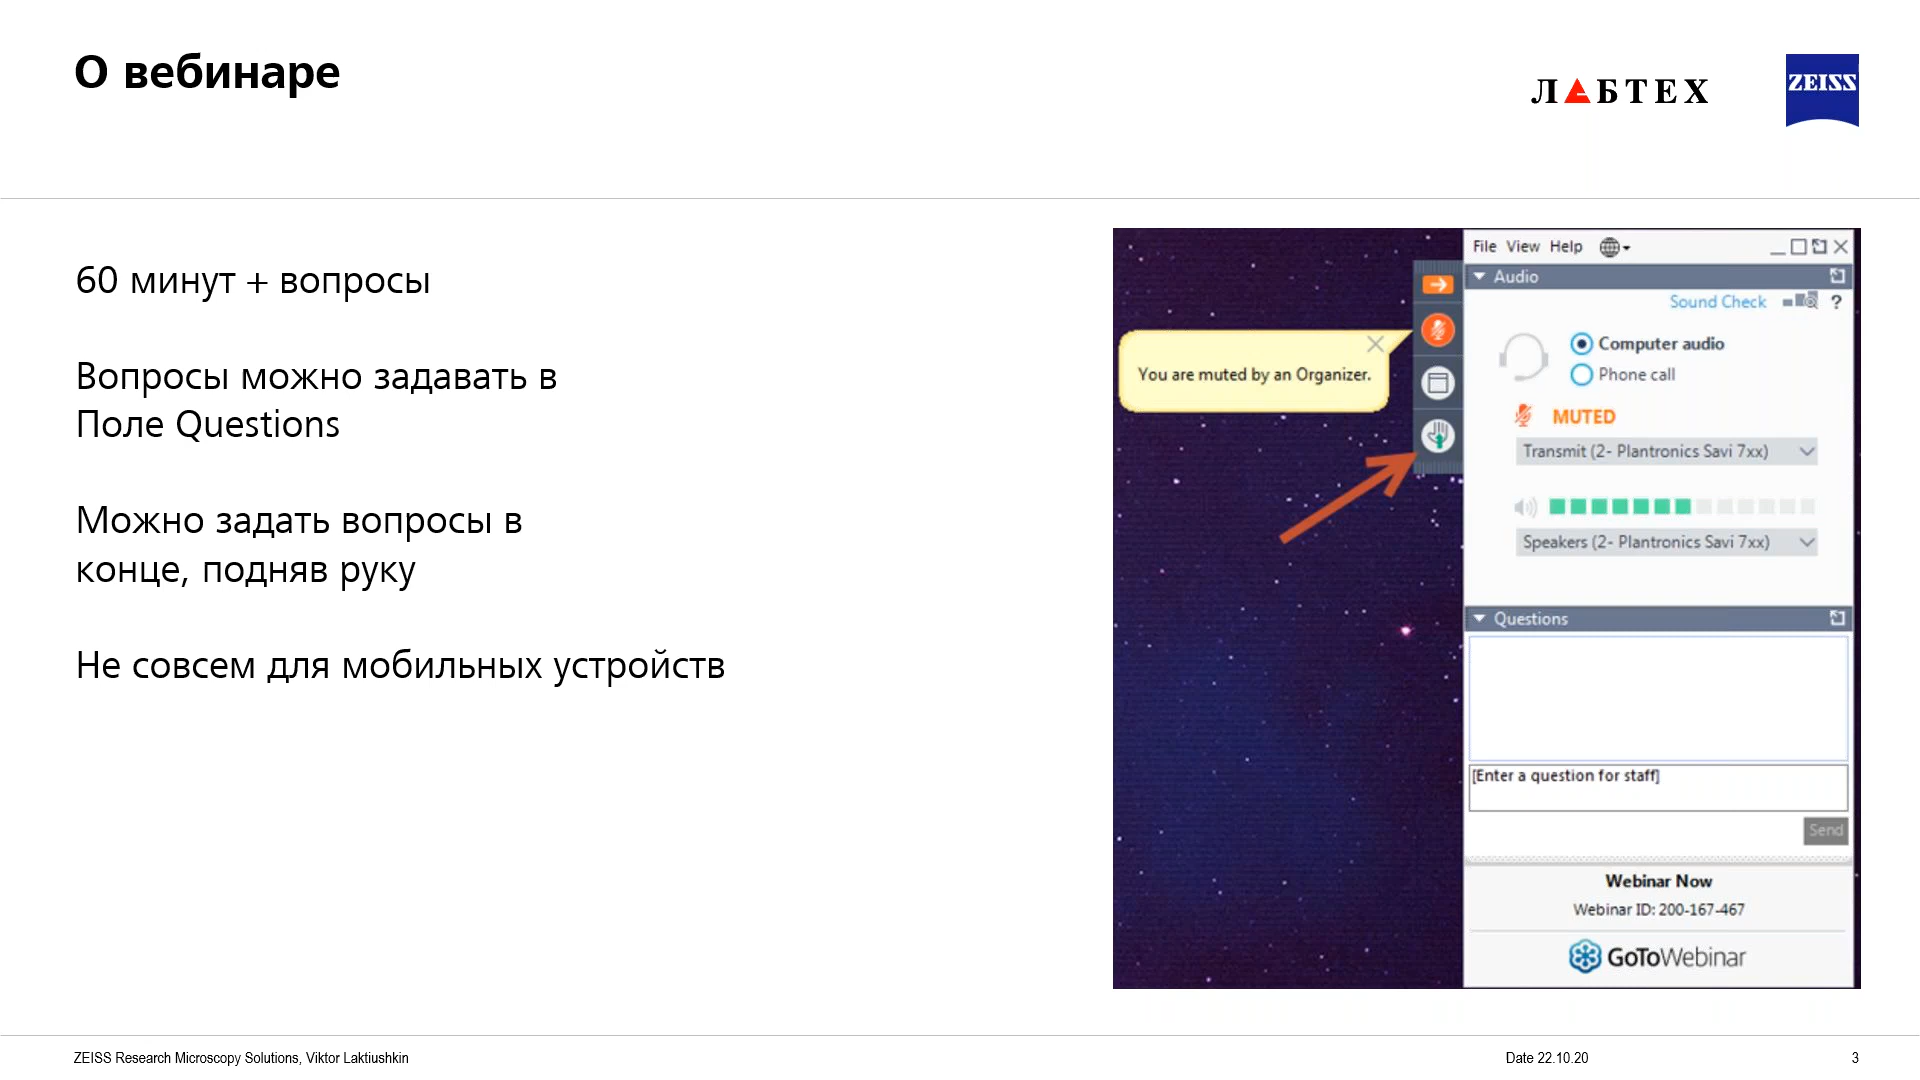 О вебинаре
ЛАБТЕХ
ZEISS
60 минут + вопросы
Вопросы можно задавать в
Поле Questions
Можно задать вопросы в
конце, подняв руку
Не совсем для мобильных устройств
You are muted by an Organizer.
File View Help
Audio
Sound Check ?
Computer audio
Phone call
MUTED
Transmit (2- Plantronics Savi 7xx)
Speakers (2- Plantronics Savi 7xx)
Questions
[Enter a question for staff]
Send
Webinar Now
Webinar ID: 200-167-467
GoToWebinar
ZEISS Research Microscopy Solutions, Viktor Laktiushkin
Date 22.10.20
3